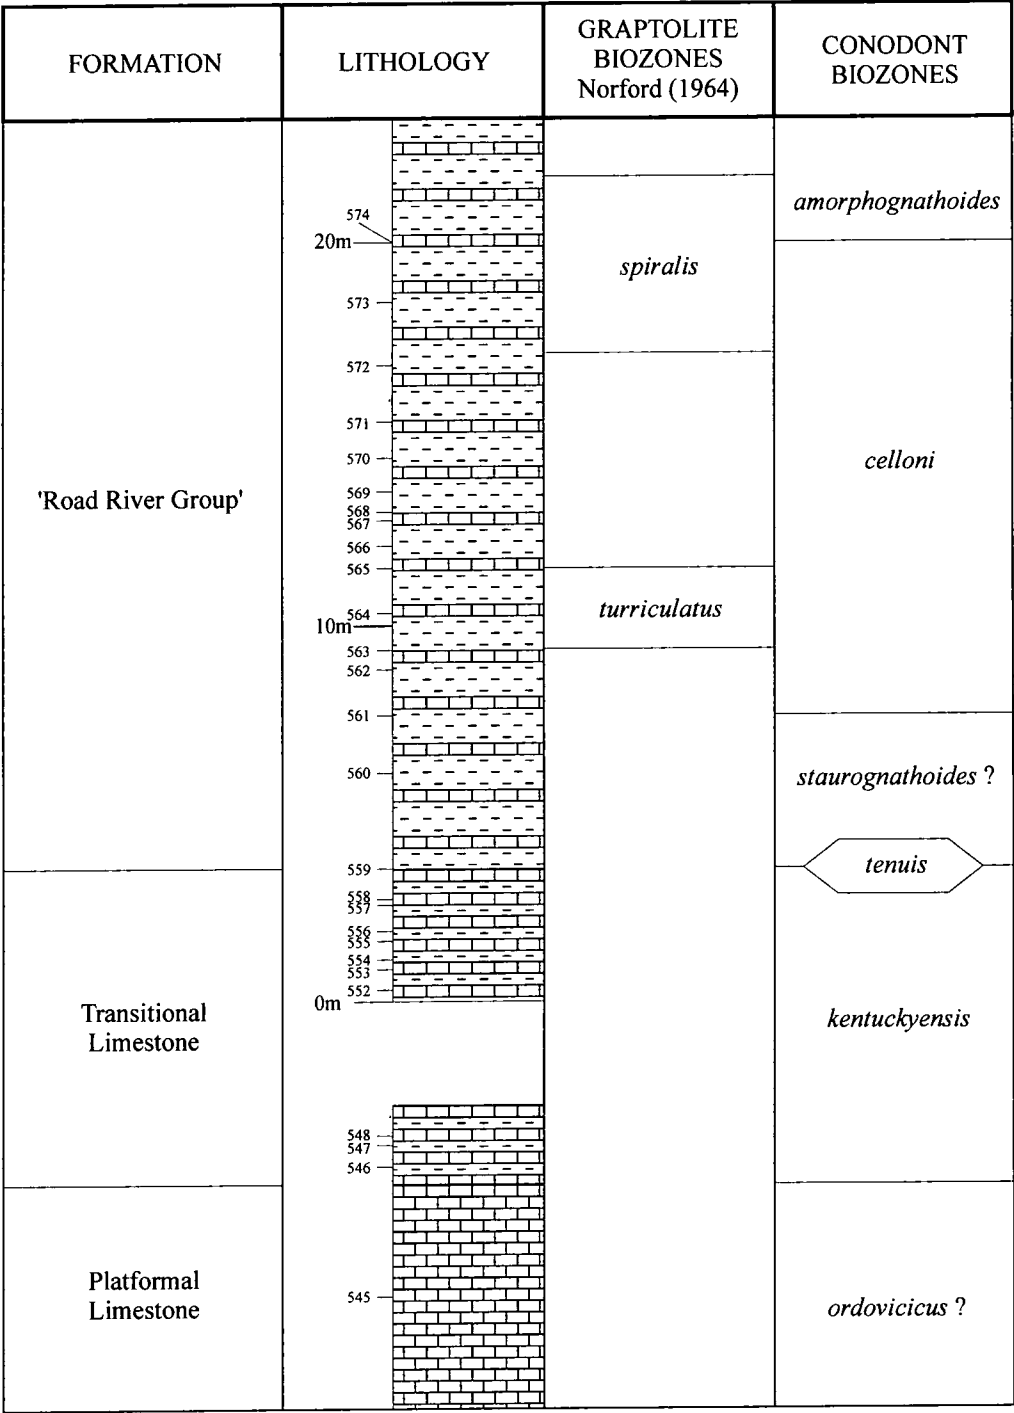 FORMATION
LITHOLOGY
GRAPTOLITE
BIOZONES
Norford (1964)
CONODONT
BIOZONES
'Road River Group'
Transitional
Limestone
Platformal
Limestone
574
20m
573
572
571
570
569
568
567
566
565
564
10m
563
562
561
560
559
558
557
556
555
554
553
552
0m
548
547
546
545
spiralis
turriculatus
amorphognathoides
celloni
staurognathoides ?
tenuis
kentuckyensis
ordovicicus ?